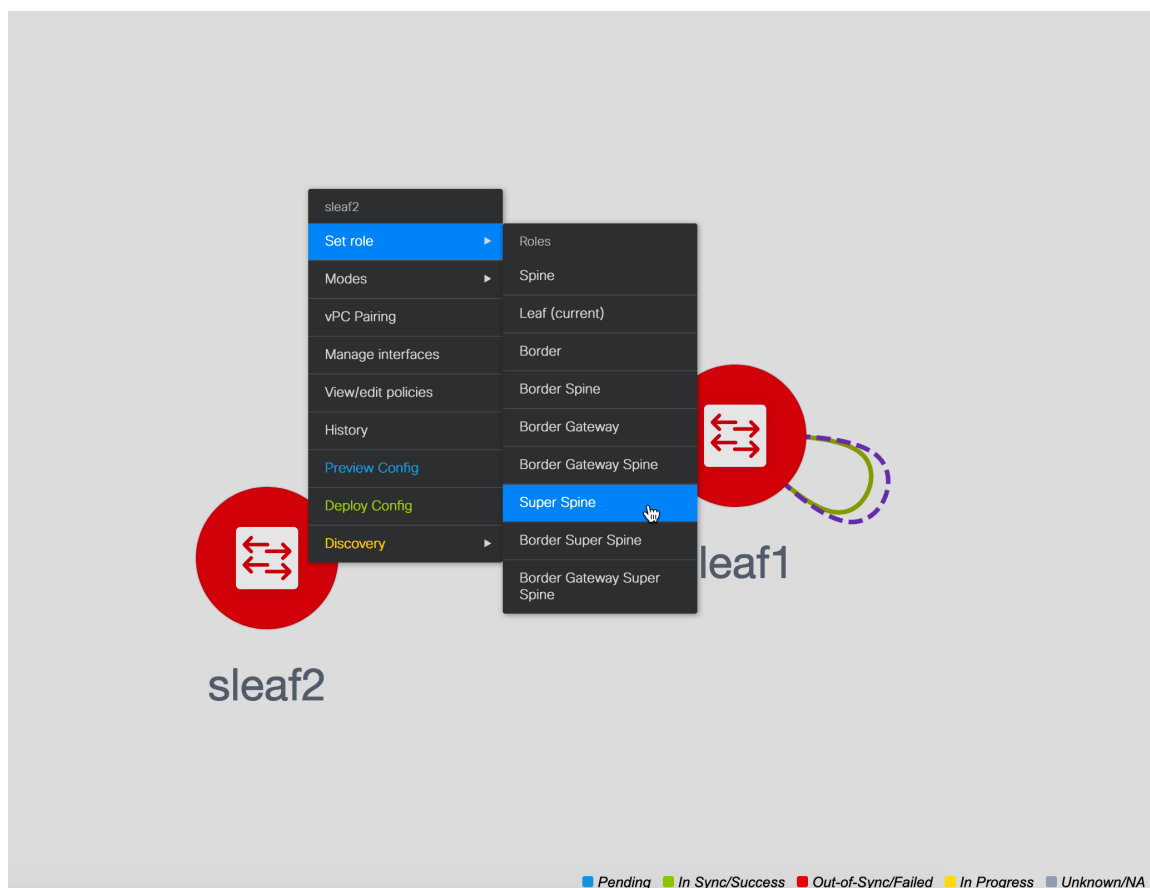 sleaf2
Set role
Modes
vPC Pairing
Manage interfaces
View/edit policies
History
Preview Config
Deploy Config
Discovery
Roles
Spine
Leaf (current)
Border
Border Spine
Border Gateway
Border Gateway Spine
Super Spine
Border Super Spine
Border Gateway Super
Spine
leaf1
sleaf2
Pending In Sync/Success Out-of-Sync/Failed In Progress Unknown/NA